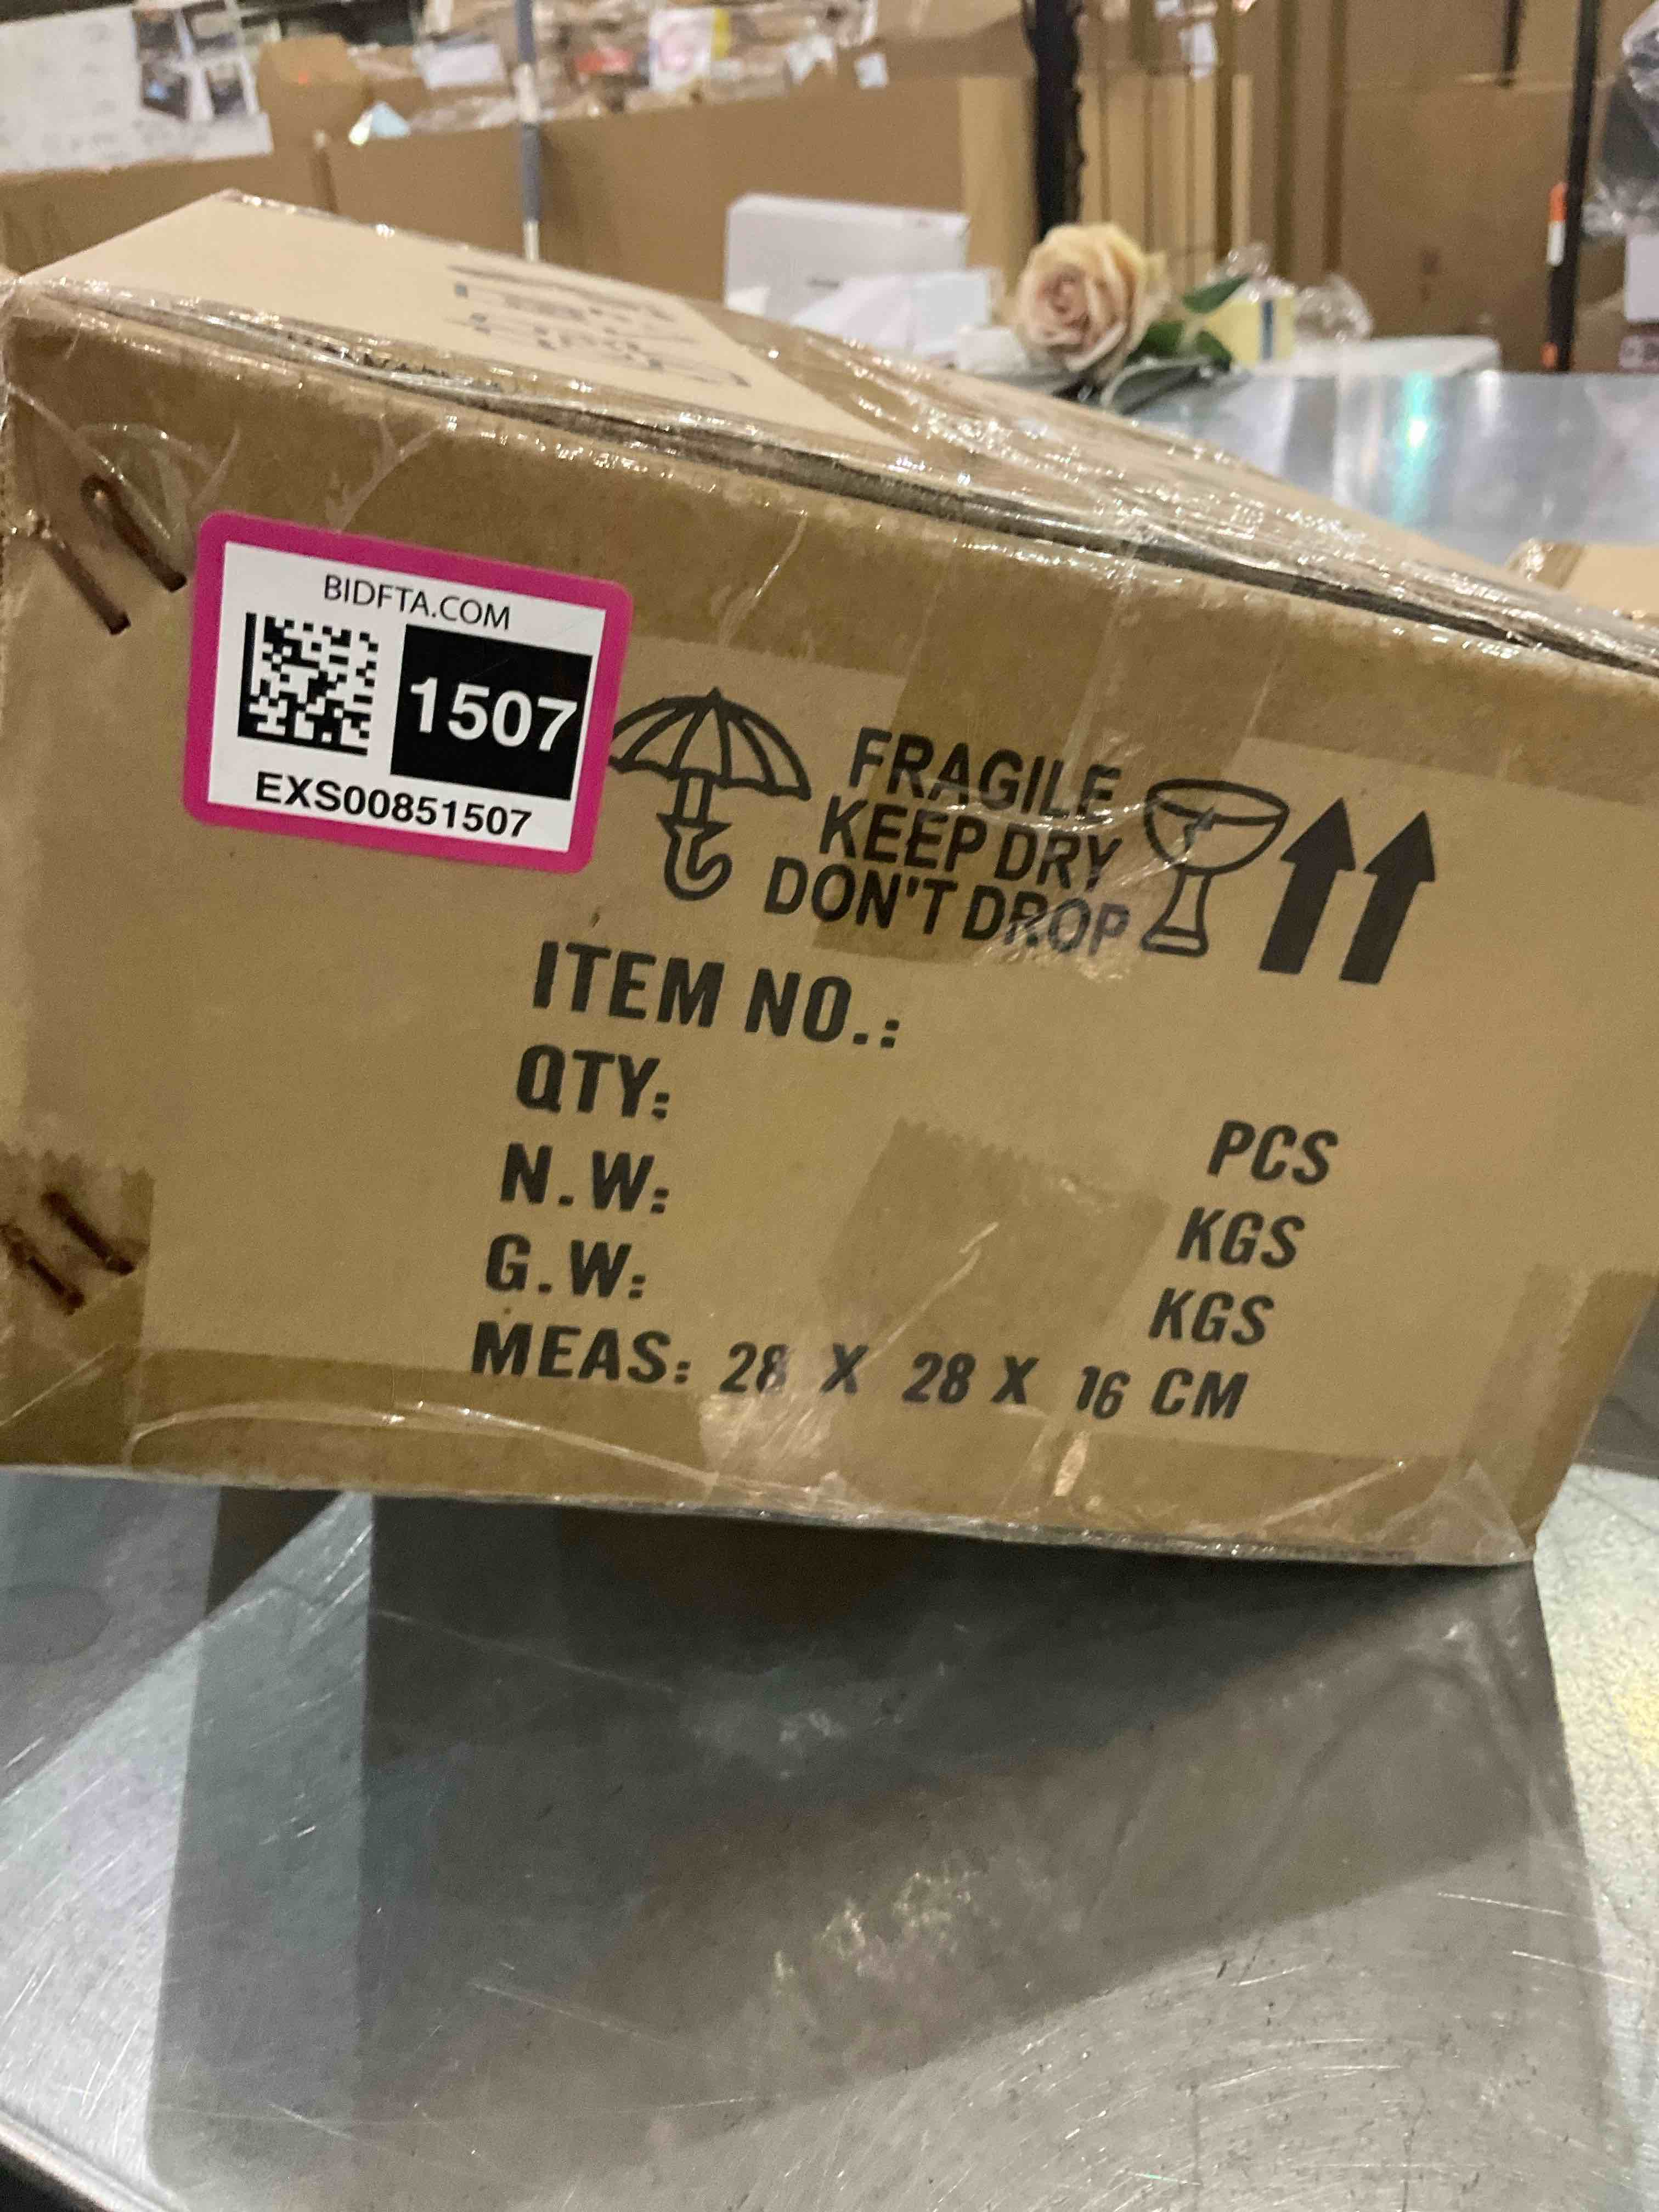 BIDFTA.COM
1507
EXS00851507
FRAGILE
KEEP DRY
DON'T DROP
ITEM NO.:
QTY: PCS
N.W: KGS
G.W: KGS
MEAS: 28 X 28 X 16 CM